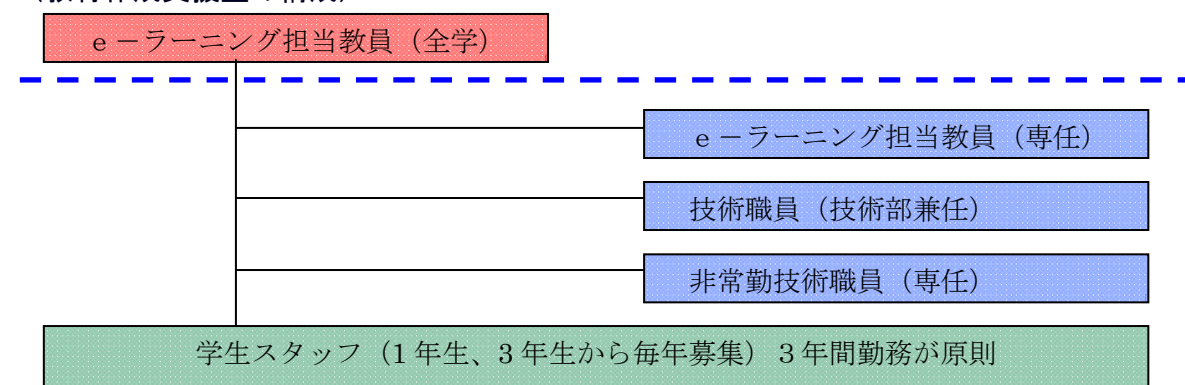 e-ラーニング担当教員（全学）
e-ラーニング担当教員（専任）
技術職員（技術部兼任）
非常勤技術職員（専任）
学生スタッフ（1年生、3年生から毎年募集）3年間勤務が原則